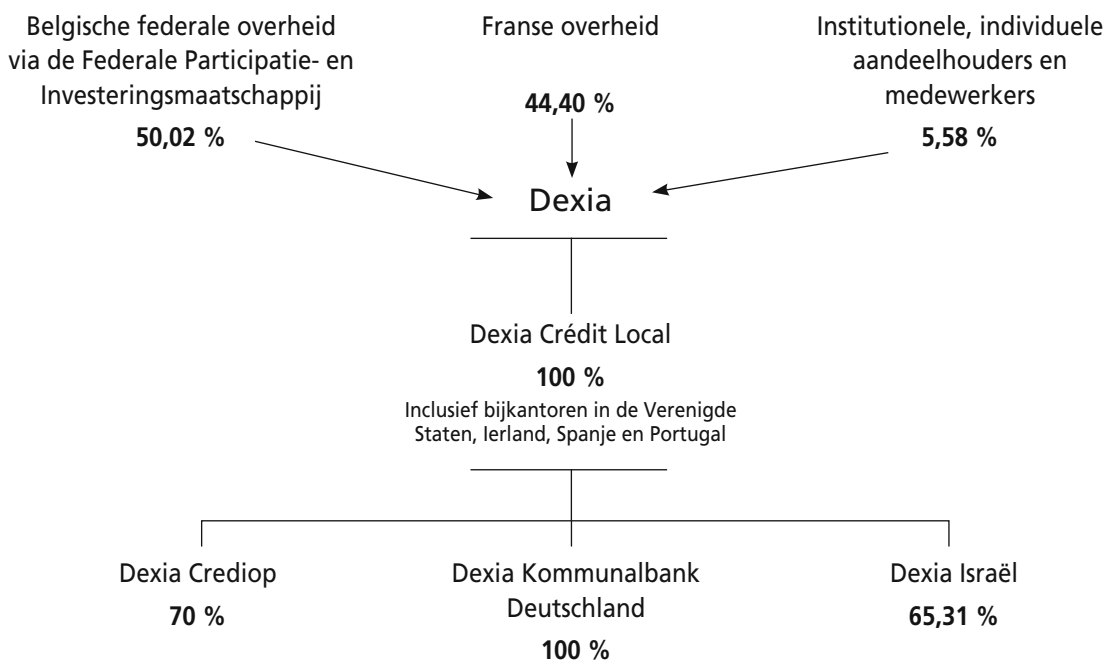 Belgische federale overheid
via de Federale Participatie- en
Investeringsmaatschappij
50,02 %
Franse overheid
44,40 %
Institutionele, individuele
aandeelhouders en
medewerkers
5,58 %
Dexia
Dexia Crédit Local
100 %
Inclusief bijkantoren in de Verenigde
Staten, Ierland, Spanje en Portugal
Dexia Crediop
70 %
Dexia Kommunalbank
Deutschland
100 %
Dexia Israël
65,31 %